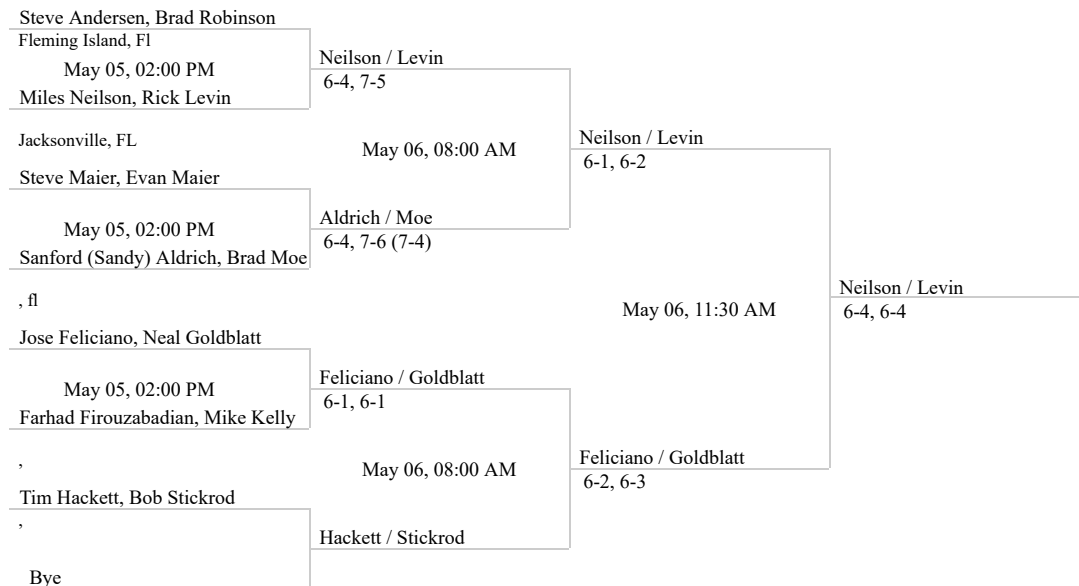 Steve Andersen, Brad Robinson
Fleming Island, Fl
May 05, 02:00 PM
Miles Neilson, Rick Levin
Jacksonville, FL
Steve Maier, Evan Maier
May 05, 02:00 PM
Sanford (Sandy) Aldrich, Brad Moe
, fl
Jose Feliciano, Neal Goldblatt
May 05, 02:00 PM
Farhad Firouzabadian, Mike Kelly
,
Tim Hackett, Bob Stickrod
,
Bye
Neilson / Levin
6-4, 7-5
May 06, 08:00 AM
Aldrich / Moe
6-4, 7-6 (7-4)
Feliciano / Goldblatt
6-1, 6-1
May 06, 08:00 AM
Hackett / Stickrod
Neilson / Levin
6-1, 6-2
May 06, 11:30 AM
Feliciano / Goldblatt
6-2, 6-3
Neilson / Levin
6-4, 6-4